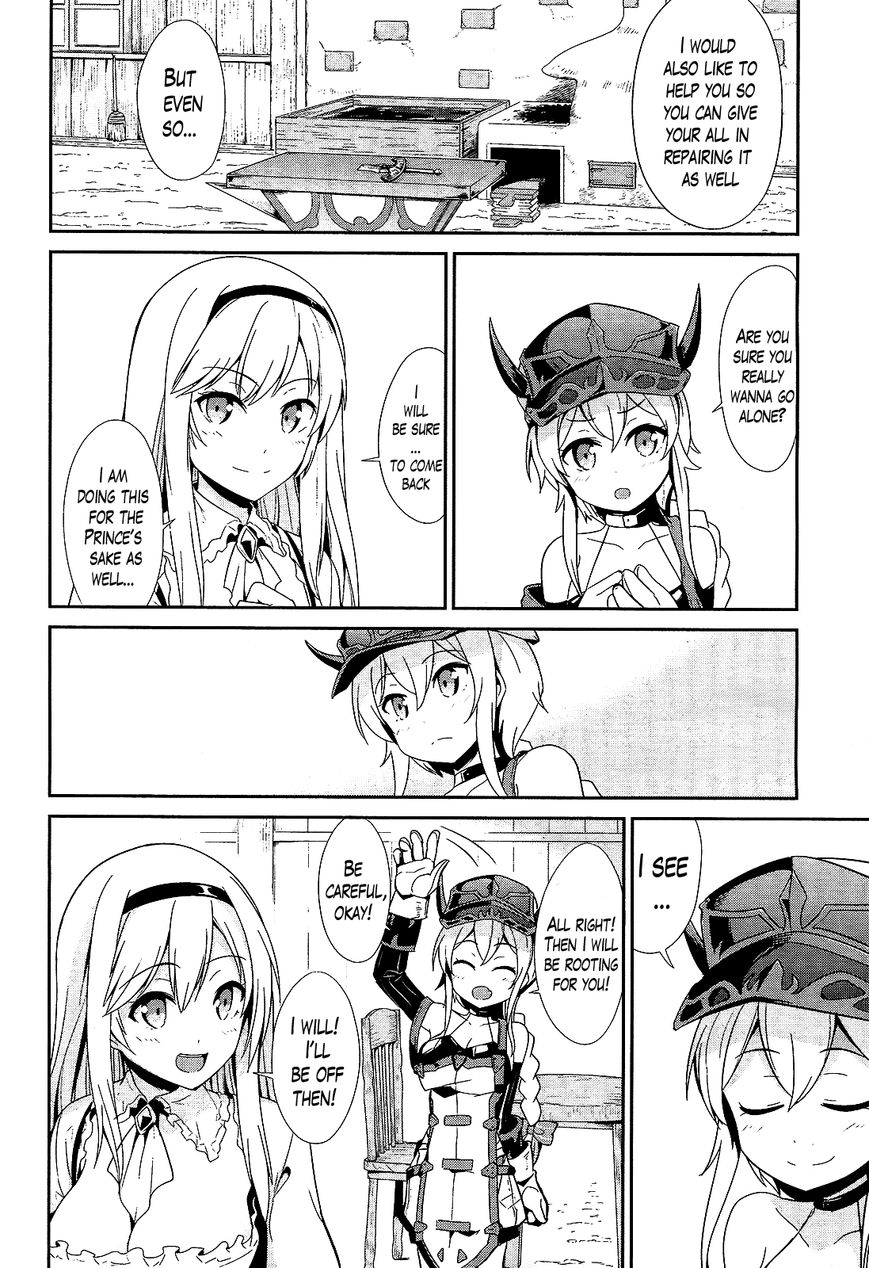 I WOULD
ALSO LIKE TO
HELP YOU SO
YOU CAN GIVE
YOUR ALL IN
REPAIRING IT
AS WELL
BUT
EVEN
SO...
ARE YOU
SURE YOU
REALLY
WANNA GO
ALONE?
I
WILL
BE SURE
...
TO COME
BACK
I AM
DOING THIS
FOR THE
PRINCE'S
SAKE AS
WELL...
I SEE
...
ALL RIGHT!
THEN I WILL
BE ROOTING
FOR YOU!
BE
CAREFUL,
OKAY!
I WILL!
I'LL
BE OFF
THEN!